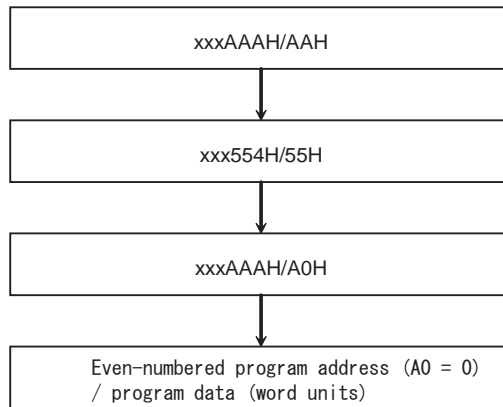 xxxAAAH/AAH
xxx554H/55H
xxxAAAH/A0H
Even-numbered program address (A0 = 0)
/ program data (word units)